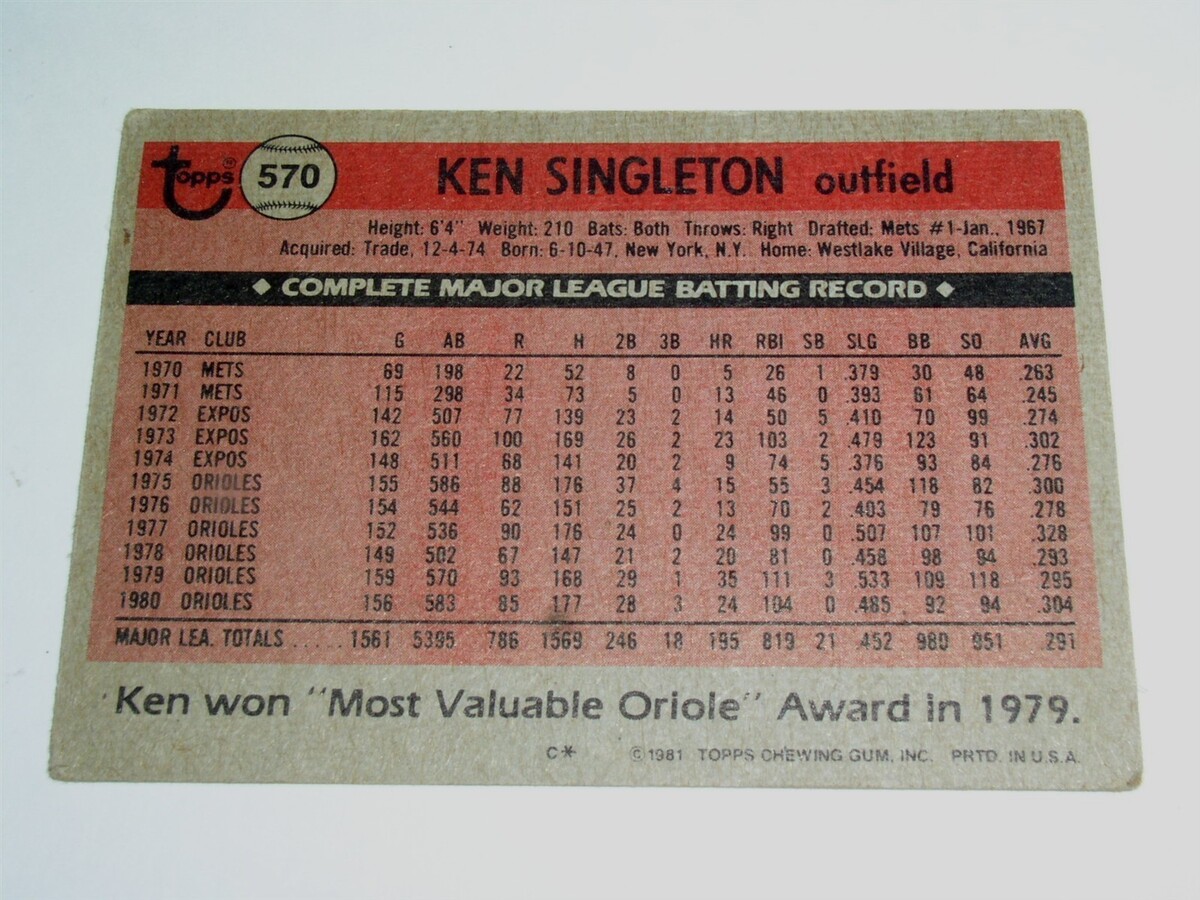 topps 570 KEN SINGLETON outfield
Height: 6'4" Weight: 210 Bats: Both Throws: Right Drafted: Mets #1-Jan., 1967
Acquired: Trade, 12-4-74 Born: 6-10-47, New York, N.Y. Home: Westlake Village, California
◆ COMPLETE MAJOR LEAGUE BATTING RECORD ◆
YEAR CLUB G AB R H 2B 3B HR RBI SB SLG BB SO AVG
1970 METS 69 198 22 52 8 0 5 26 1 .379 30 48 .263
1971 METS 115 298 34 73 5 0 13 46 0 .393 61 64 .245
1972 EXPOS 142 507 77 139 23 2 14 50 5 .410 70 99 .274
1973 EXPOS 162 560 100 169 26 2 23 103 2 .479 123 91 .302
1974 EXPOS 148 511 68 141 20 2 9 74 5 .376 93 84 .276
1975 ORIOLES 155 586 88 176 37 4 15 55 3 .454 118 82 .300
1976 ORIOLES 154 544 62 151 25 2 13 70 2 .403 79 76 .278
1977 ORIOLES 152 536 90 176 24 0 24 99 0 .507 107 101 .328
1978 ORIOLES 149 502 67 147 21 2 20 81 0 .458 98 94 .293
1979 ORIOLES 159 570 93 168 29 1 35 111 3 .533 109 118 .295
1980 ORIOLES 156 583 85 177 28 3 24 104 0 .485 92 94 .304
MAJOR LEA. TOTALS ..... 1561 5395 786 1569 246 18 195 819 21 .452 980 951 .291
Ken won "Most Valuable Oriole" Award in 1979.
C* © 1981 TOPPS CHEWING GUM, INC. PRTD. IN U.S.A.